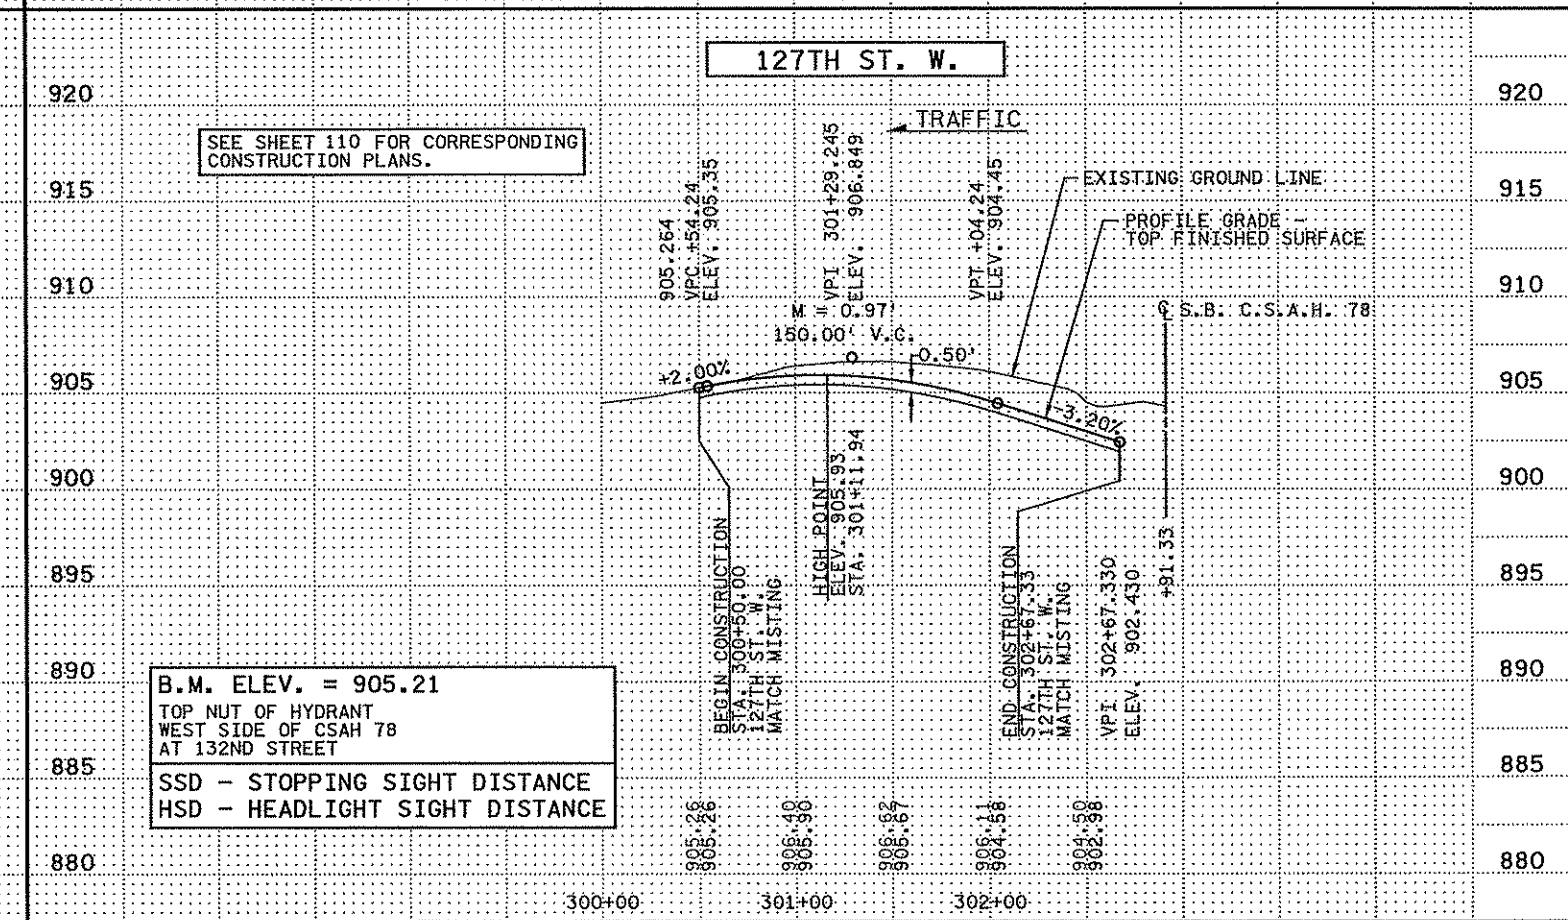 127TH ST. W.
920
920
SEE SHEET 110 FOR CORRESPONDING
CONSTRUCTION PLANS.
TRAFFIC
915
915
EXISTING GROUND LINE
PROFILE GRADE -
TOP FINISHED SURFACE
905.264
VPC +54.24
ELEV. 905.35
VPI 301+29.245
ELEV. 906.849
VPT +04.24
ELEV. 904.45
910
910
M = 0.97'
150.00' V.C.
℄ S.B. C.S.A.H. 78
905
905
+2.00%
0.50'
-3.20%
900
900
HIGH POINT
ELEV. 905.93
STA. 301+11.94
895
895
BEGIN CONSTRUCTION
STA. 300+50.00
127TH ST. W.
MATCH MISTING
END CONSTRUCTION
STA. 302+67.33
127TH ST. W.
MATCH MISTING
VPI 302+67.330
ELEV. 902.430
+91.33
890
890
B.M. ELEV. = 905.21
TOP NUT OF HYDRANT
WEST SIDE OF CSAH 78
AT 132ND STREET
885
885
SSD - STOPPING SIGHT DISTANCE
HSD - HEADLIGHT SIGHT DISTANCE
905.26
905.26
906.40
905.90
906.62
905.67
906.11
904.58
904.50
902.98
880
880
300+00
301+00
302+00